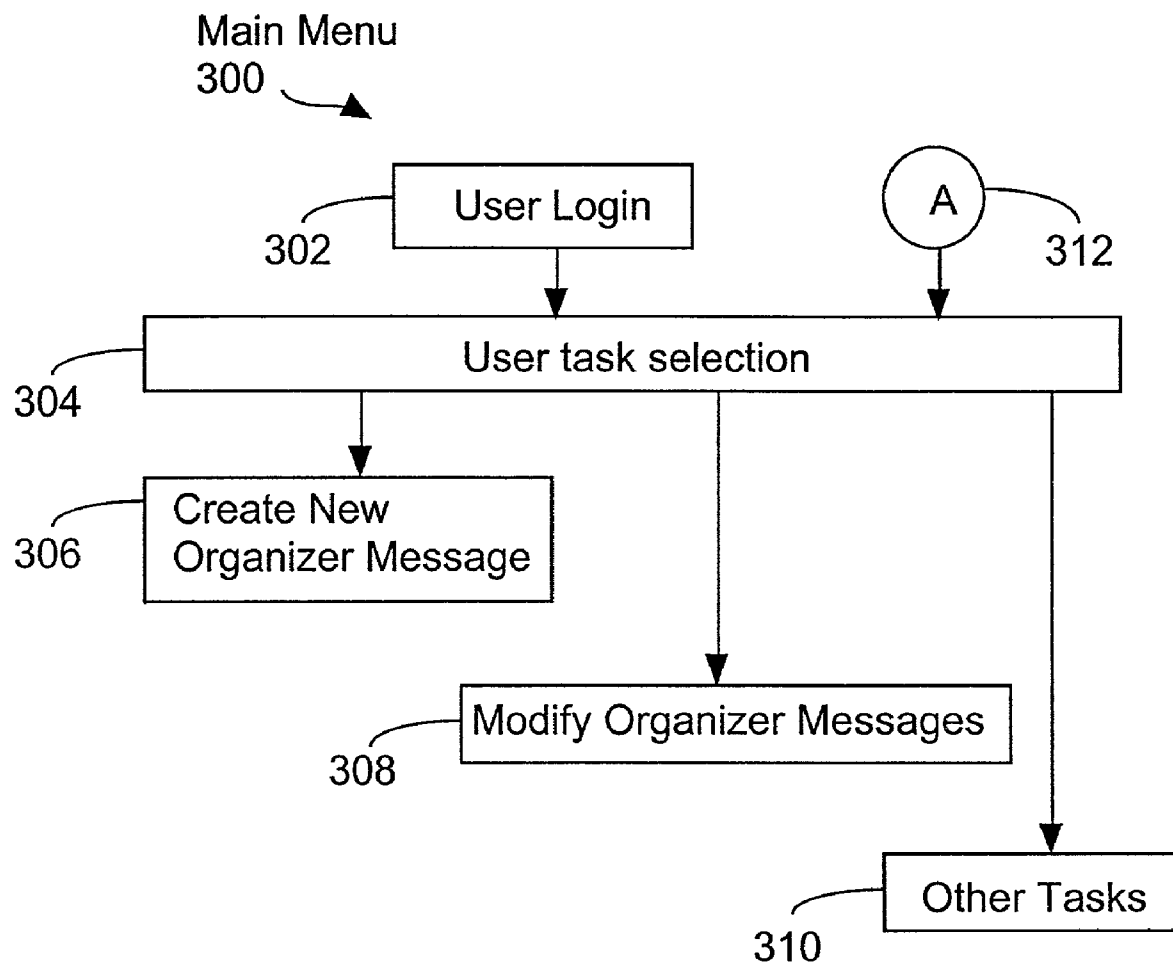 Main Menu
300
User Login
A
302
312
User task selection
304
Create New
Organizer Message
306
Modify Organizer Messages
308
Other Tasks
310